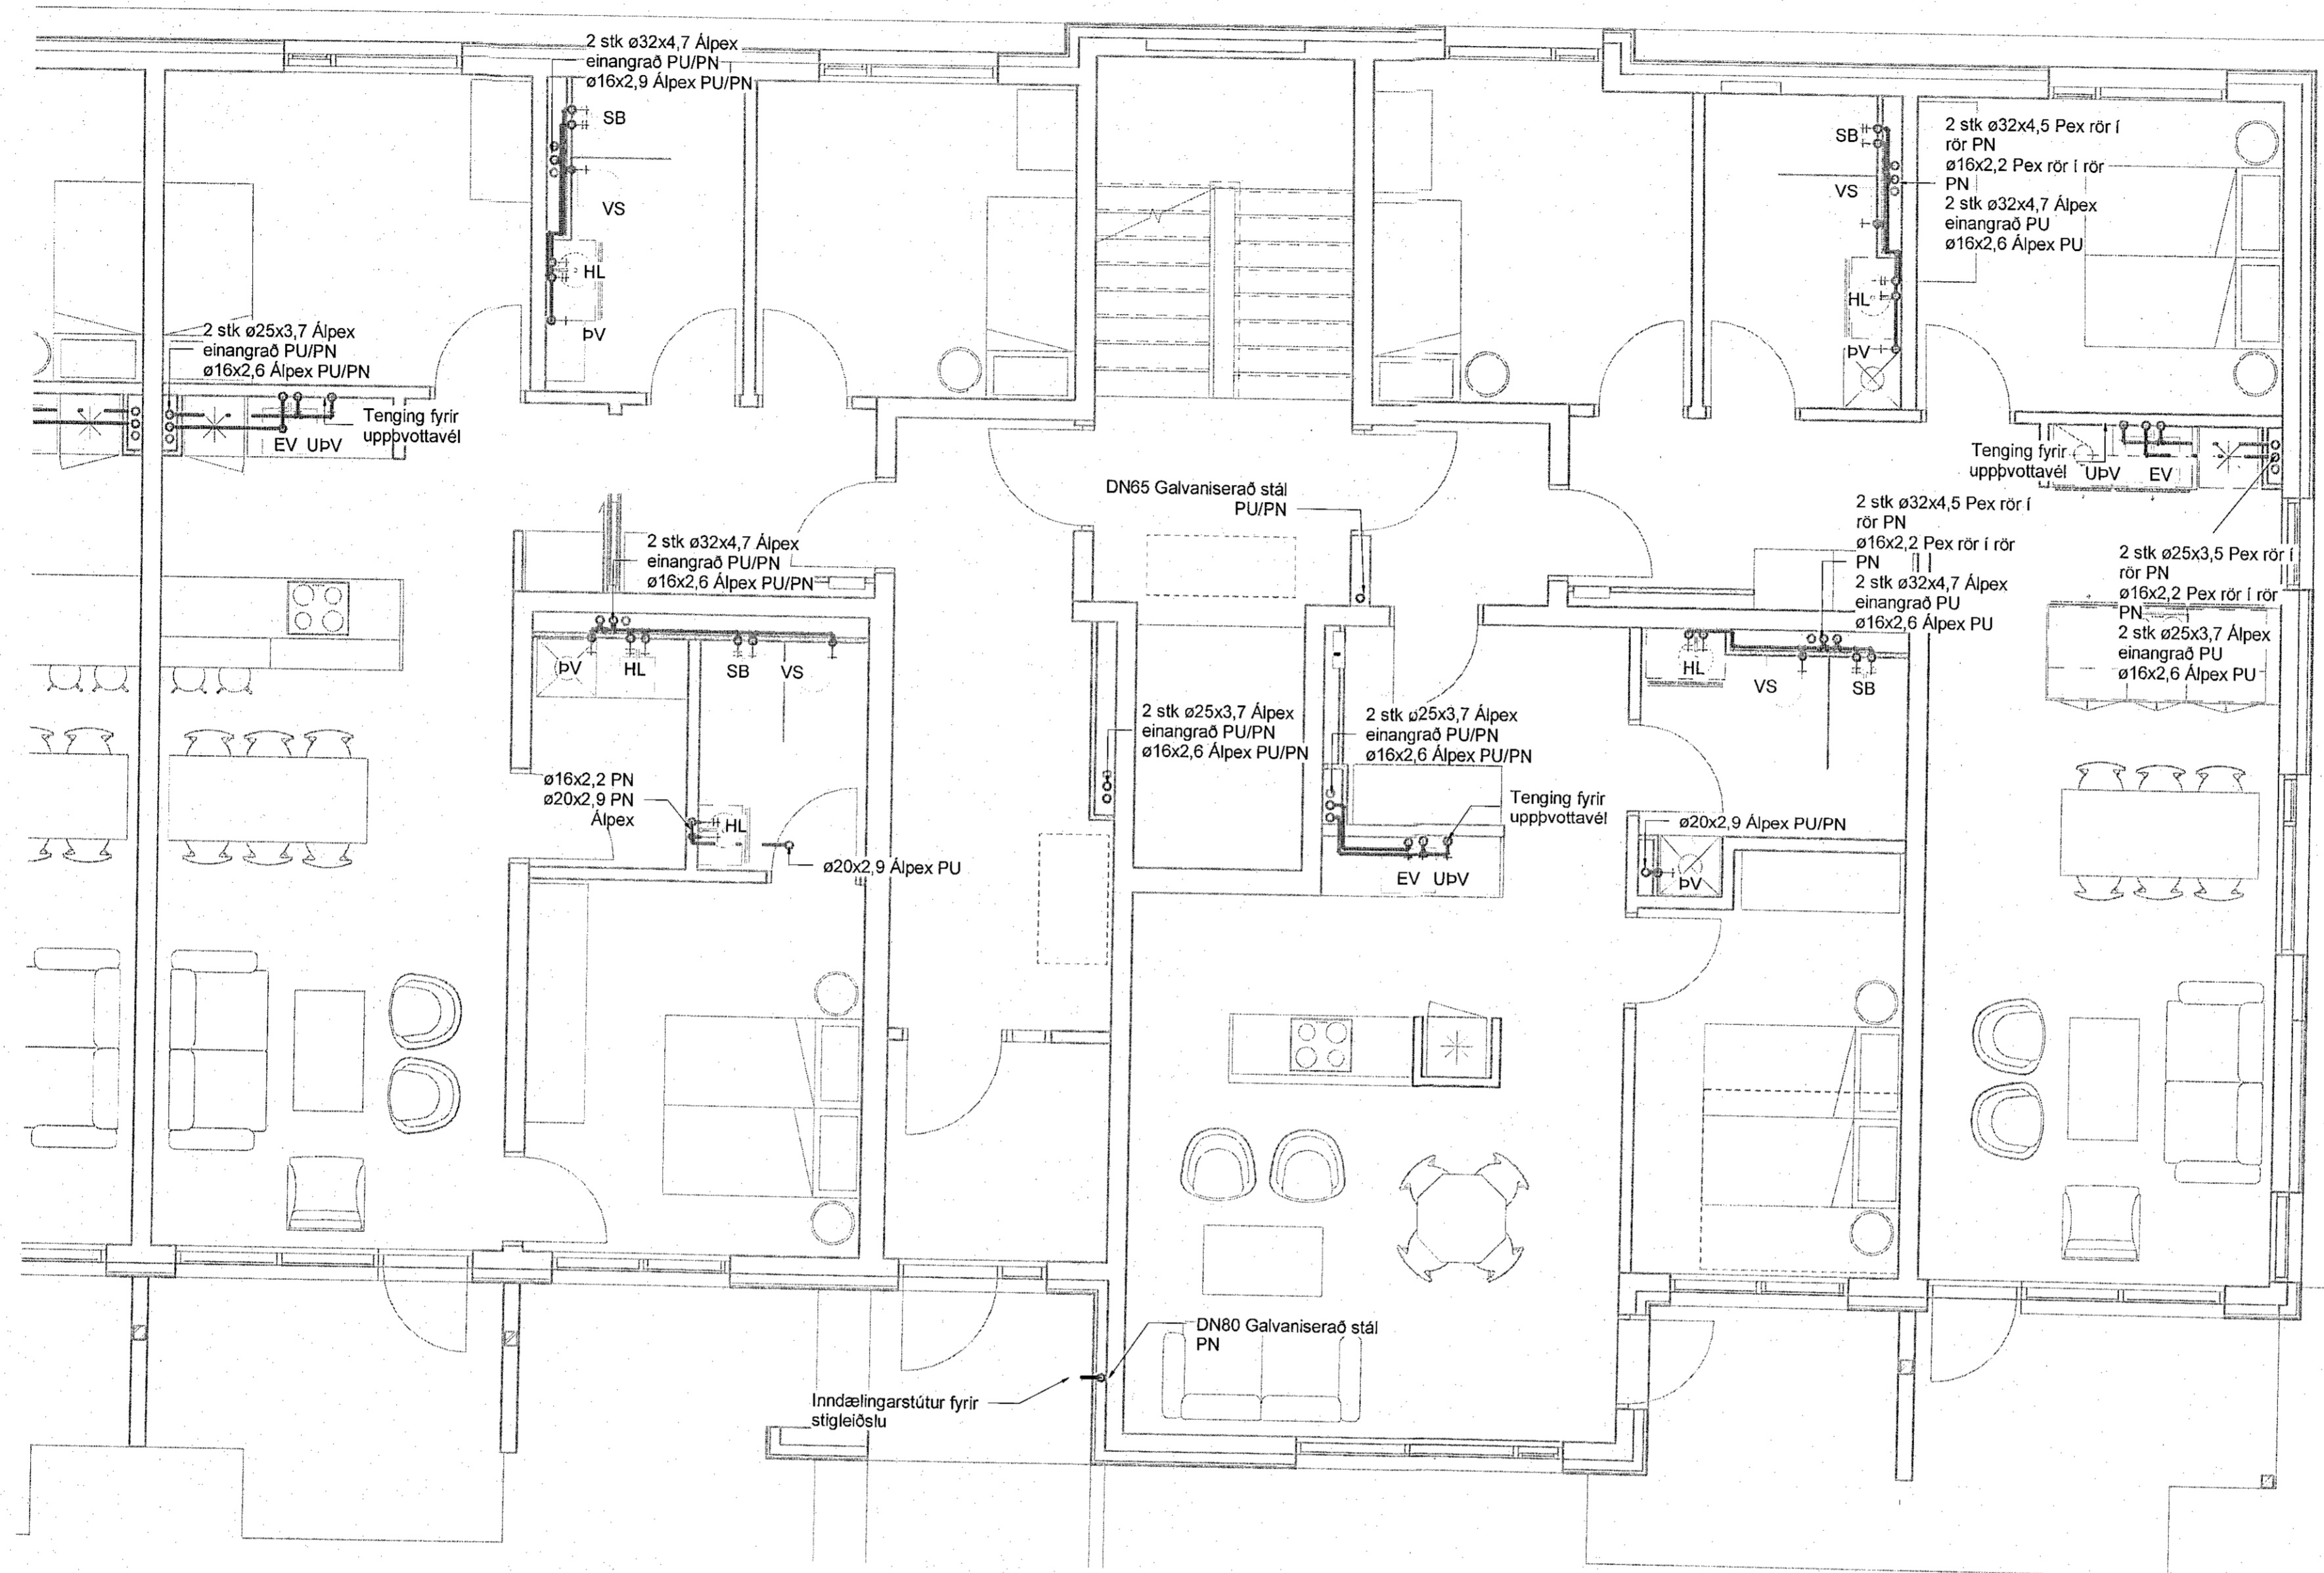 2 stk ø32x4,7 Álpex
einangrað PU/PN
ø16x2,9 Álpex PU/PN
SB
VS
HL
ÞV
SB
VS
HL
ÞV
2 stk ø32x4,5 Pex rör í
rör PN
ø16x2,2 Pex rör í rör
PN
2 stk ø32x4,7 Álpex
einangrað PU
ø16x2,6 Álpex PU
2 stk ø25x3,7 Álpex
einangrað PU/PN
ø16x2,6 Álpex PU/PN
Tenging fyrir
uppþvottavél
EV UÞV
Tenging fyrir
uppþvottavél
UÞV EV
DN65 Galvaniserað stál
PU/PN
2 stk ø32x4,7 Álpex
einangrað PU/PN
ø16x2,6 Álpex PU/PN
2 stk ø32x4,5 Pex rör í
rör PN
ø16x2,2 Pex rör í rör
PN
2 stk ø32x4,7 Álpex
einangrað PU
ø16x2,6 Álpex PU
2 stk ø25x3,5 Pex rör í
rör PN
ø16x2,2 Pex rör í rör
PN
2 stk ø25x3,7 Álpex
einangrað PU
ø16x2,6 Álpex PU
ÞV HL SB VS
HL VS SB
2 stk ø25x3,7 Álpex
einangrað PU/PN
ø16x2,6 Álpex PU/PN
2 stk ø25x3,7 Álpex
einangrað PU/PN
ø16x2,6 Álpex PU/PN
ø16x2,2 PN
ø20x2,9 PN
Álpex
HL
ø20x2,9 Álpex PU
Tenging fyrir
uppþvottavél
EV UÞV
ø20x2,9 Álpex PU/PN
ÞV
DN80 Galvaniserað stál
PN
Inndælingarstútur fyrir
stigleiðslu